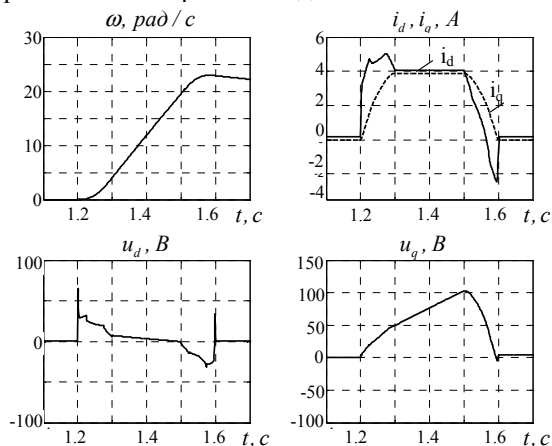 ω, рад / с
i_d , i_q , A
30
20
10
0
1.2 1.4 1.6 t, c
6
4
2
0
-2
-4
i_d
i_q
1.2 1.4 1.6 t, c
u_d , B
u_q , B
100
0
-100
1.2 1.4 1.6 t, c
150
100
50
0
-50
-100
1.2 1.4 1.6 t, c